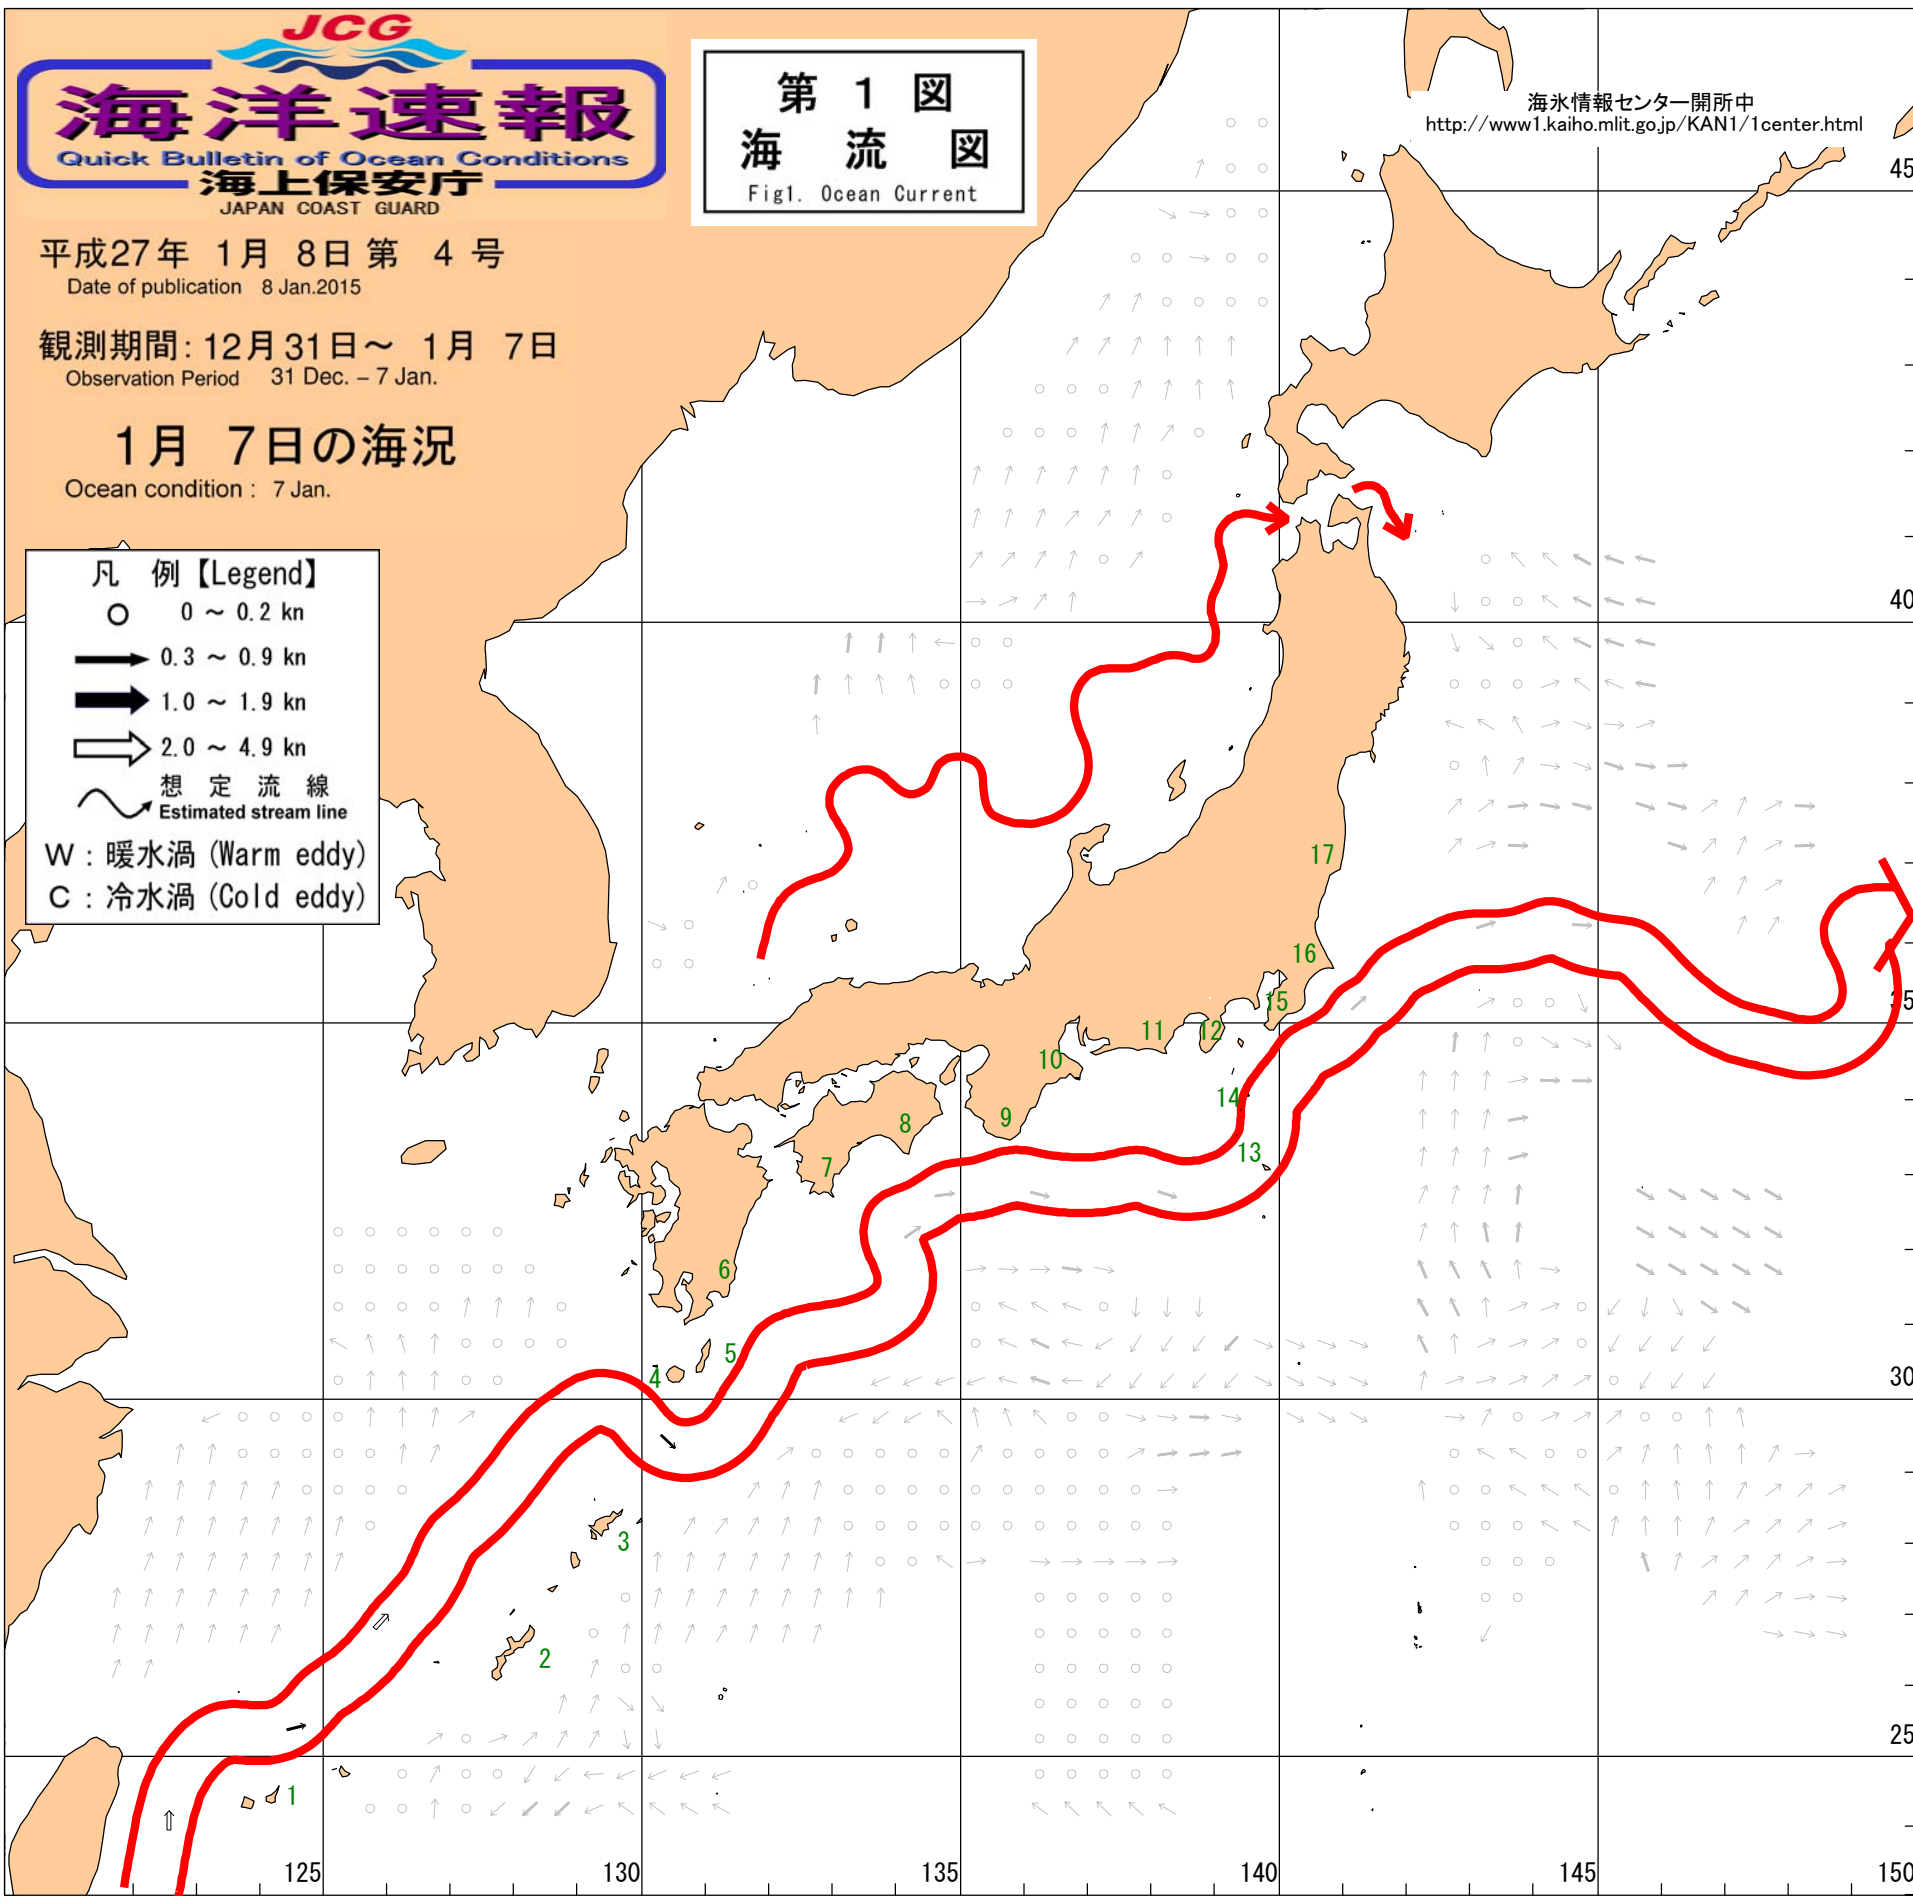 JCG
海洋速報
Quick Bulletin of Ocean Conditions
海上保安庁
JAPAN COAST GUARD
第 1 図
海 流 図
Fig1. Ocean Current
海氷情報センター開所中
http://www1.kaiho.mlit.go.jp/KAN1/1center.html
平成27年 1月 8日 第 4 号
Date of publication 8 Jan.2015
観測期間: 12月31日～ 1月 7日
Observation Period 31 Dec. – 7 Jan.
1月 7日の海況
Ocean condition : 7 Jan.
凡 例【Legend】
0 ～ 0.2 kn
0.3 ～ 0.9 kn
1.0 ～ 1.9 kn
2.0 ～ 4.9 kn
想 定 流 線
Estimated stream line
W : 暖水渦 (Warm eddy)
C : 冷水渦 (Cold eddy)
45
40
35
30
25
17
16
15
11
12
10
14
9
8
13
7
6
5
4
3
2
1
125
130
135
140
145
150